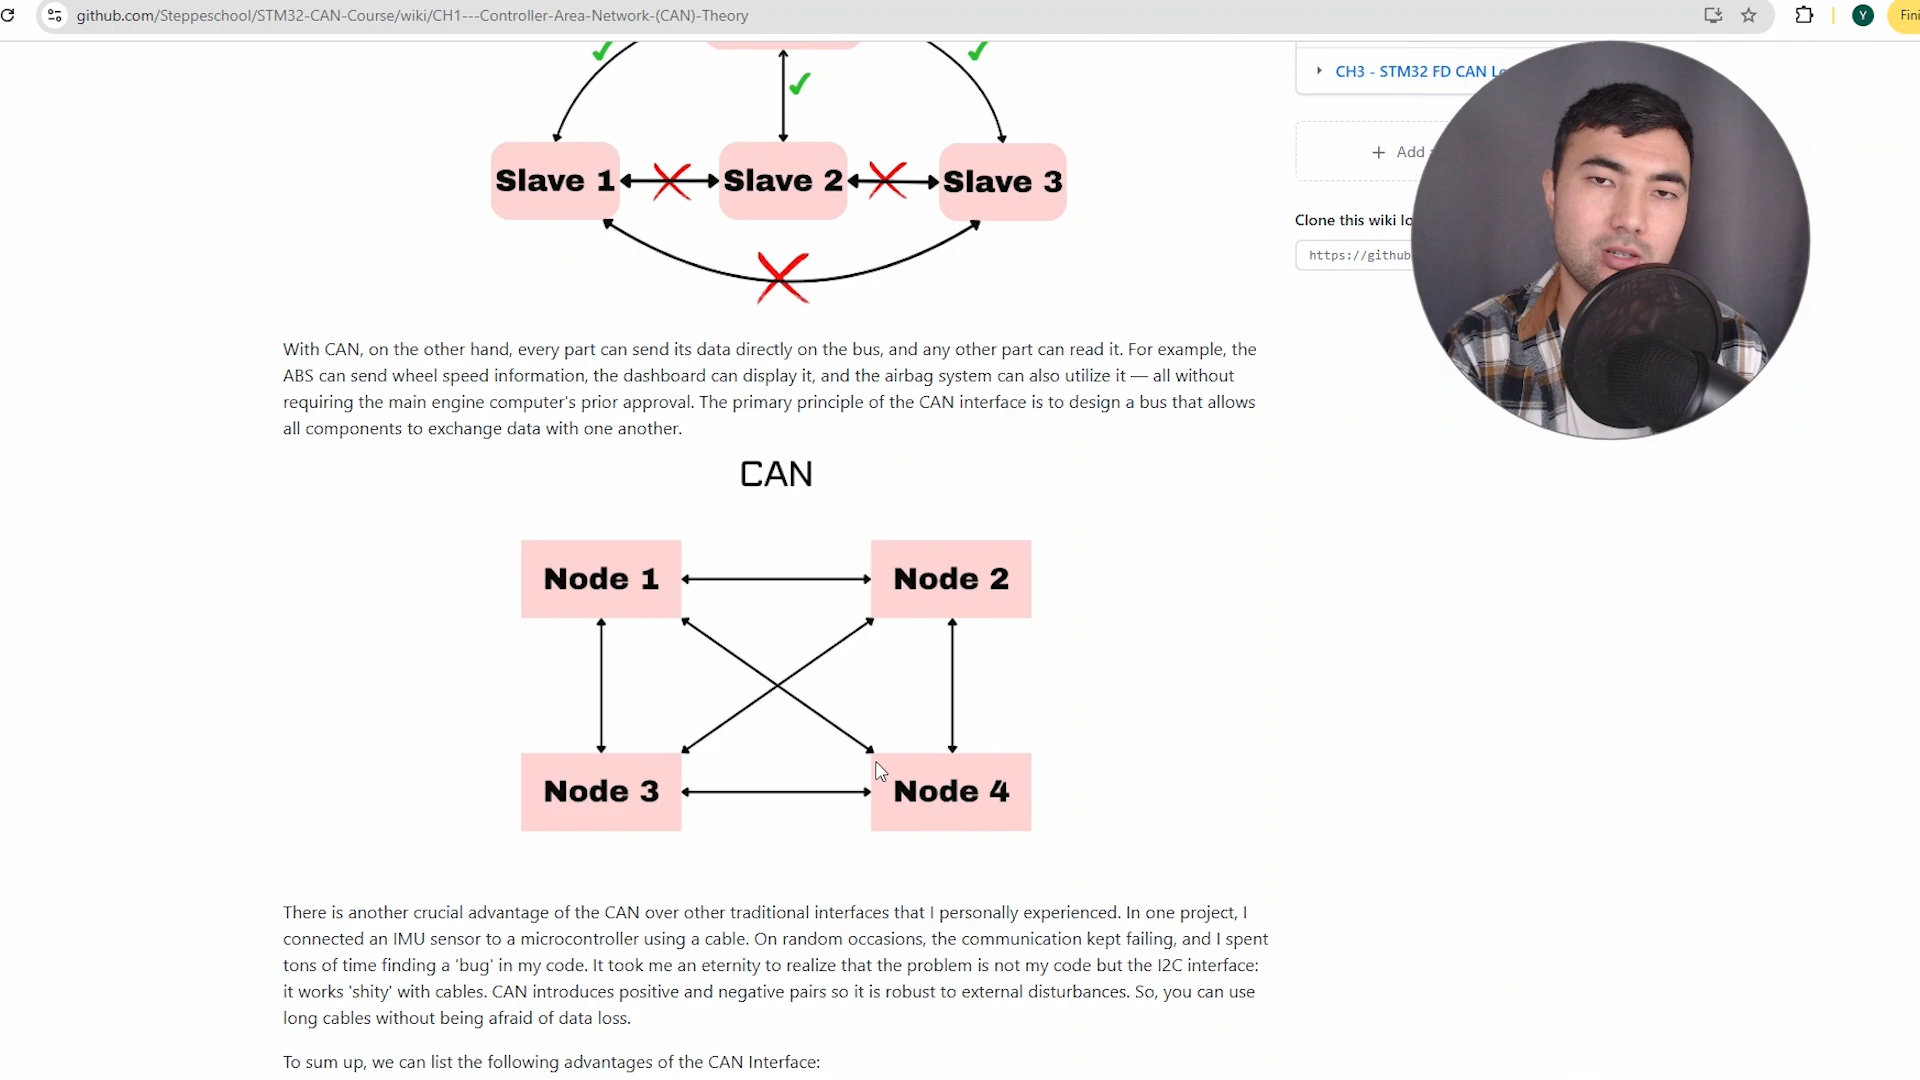 github.com/Steppeschool/STM32-CAN-Course/wiki/CH1---Controller-Area-Network-(CAN)-Theory
Y
Fini
CH3 - STM32 FD CAN
Slave 1
Slave 2
Slave 3
Add
Clone this wiki lo
https://github
With CAN, on the other hand, every part can send its data directly on the bus, and any other part can read it. For example, the
ABS can send wheel speed information, the dashboard can display it, and the airbag system can also utilize it — all without
requiring the main engine computer's prior approval. The primary principle of the CAN interface is to design a bus that allows
all components to exchange data with one another.
CAN
Node 1
Node 2
Node 3
Node 4
There is another crucial advantage of the CAN over other traditional interfaces that I personally experienced. In one project, I
connected an IMU sensor to a microcontroller using a cable. On random occasions, the communication kept failing, and I spent
tons of time finding a 'bug' in my code. It took me an eternity to realize that the problem is not my code but the I2C interface:
it works 'shity' with cables. CAN introduces positive and negative pairs so it is robust to external disturbances. So, you can use
long cables without being afraid of data loss.
To sum up, we can list the following advantages of the CAN Interface: